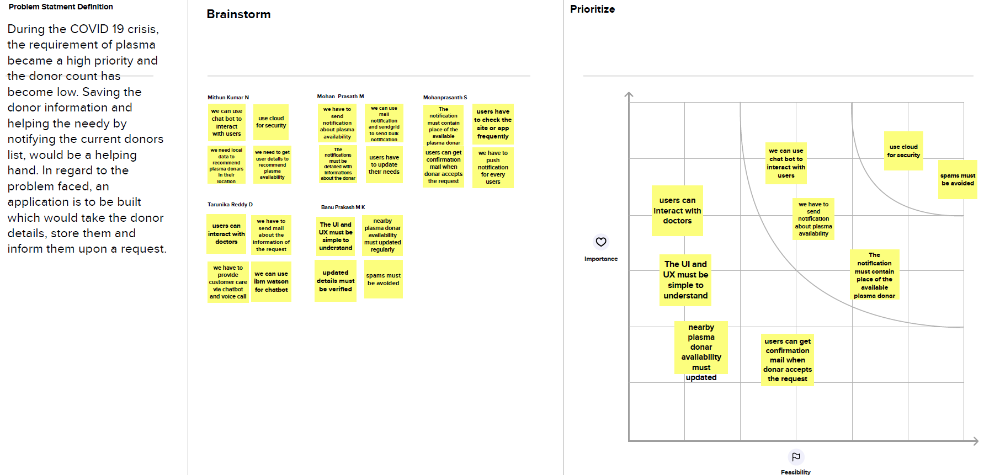 Problem Statment Definition
During the COVID 19 crisis,
the requirement of plasma
became a high priority and
the donor count has
become low. Saving the
donor information and
helping the needy by
notifying the current donors
list, would be a helping
hand. In regard to the
problem faced, an
application is to be built
which would take the donor
details, store them and
inform them upon a request.
Brainstorm
Mithun Kumar N
we can use
chat bot to
interact
with users
use cloud
for security
we need local
data to
recommend
plasma donars
in their
location
we need to get
user details to
recommend
plasma
availability
Mohan Prasath M
we have to
send
notification
about plasma
availability
we can use
mail
notification
and sendgrid
to send bulk
notification
The
notifications
must be
detailed with
informations
about the donar
users have
to update
their needs
Mohanprasanth S
The
notification
must contain
place of the
available
plasma donar
users have
to check the
site or app
frequently
users can get
confirmation
mail when
donar accepts
the request
we have to
push
notification
for every
users
Tarunika Reddy D
users can
interact with
doctors
we have to
send mail
about the
information of
the request
we have to
provide
customer care
via chatbot
and voice call
we can use
ibm watson
for chatbot
Banu Prakash M K
The UI and
UX must be
simple to
understand
nearby
plasma donar
availability
must updated
regularly
updated
details must
be verified
spams must
be avoided
Prioritize
use cloud
for security
we can use
chat bot to
interact with
users
spams must
be avoided
users can
interact with
doctors
we have to
send
notification
about plasma
availability
The UI and
UX must be
simple to
understand
The
notification
must contain
place of the
available
plasma donar
nearby
plasma
donar
availability
must
updated
users can get
confirmation
mail when
donar accepts
the request
Importance
Feasibility